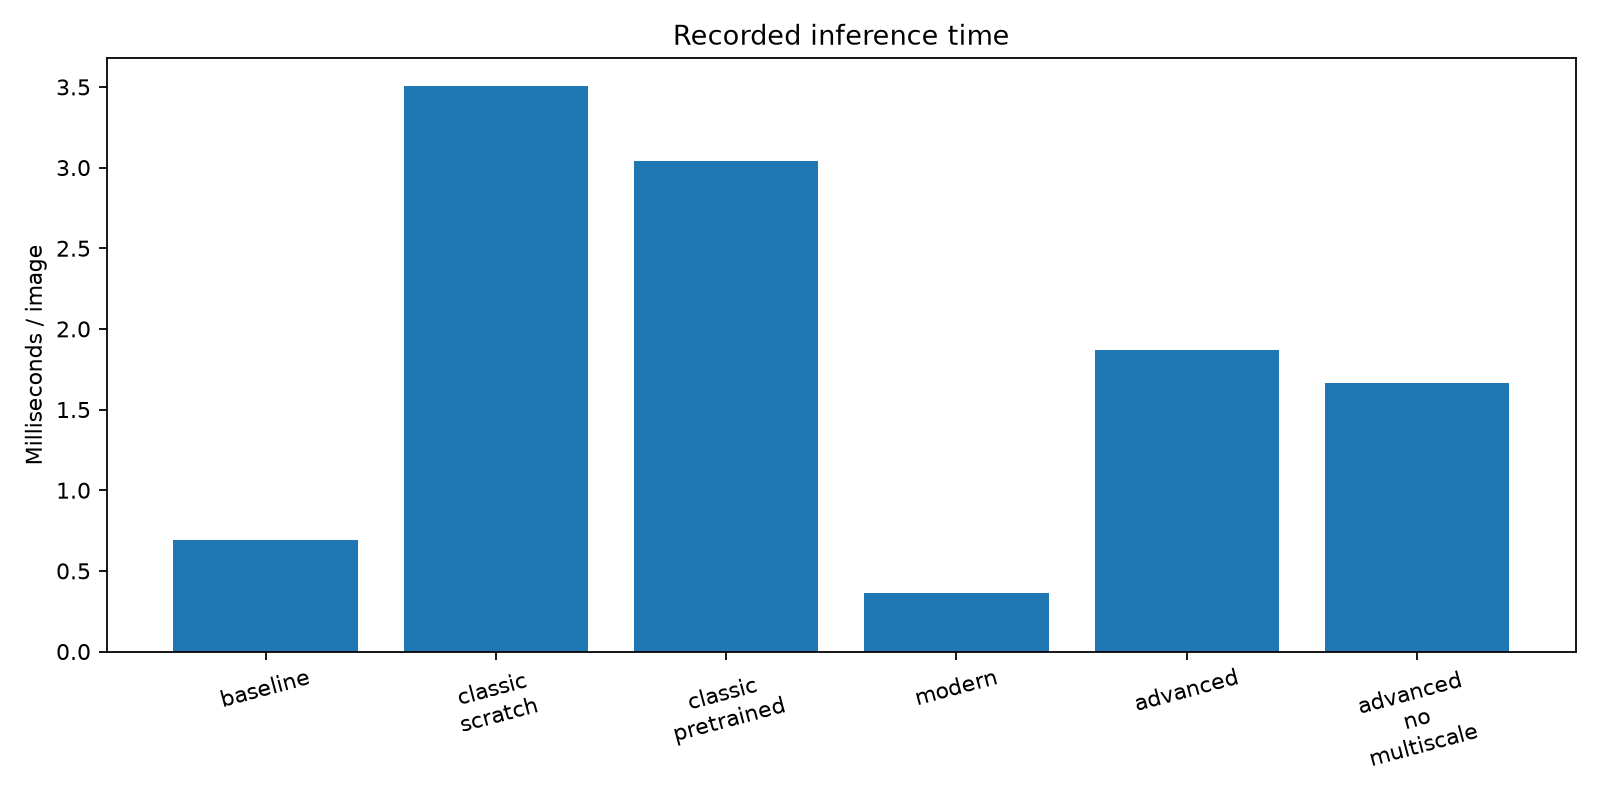 Recorded inference time
Milliseconds / image
3.5
3.0
2.5
2.0
1.5
1.0
0.5
0.0
baseline
classic
scratch
classic
pretrained
modern
advanced
advanced
no
multiscale